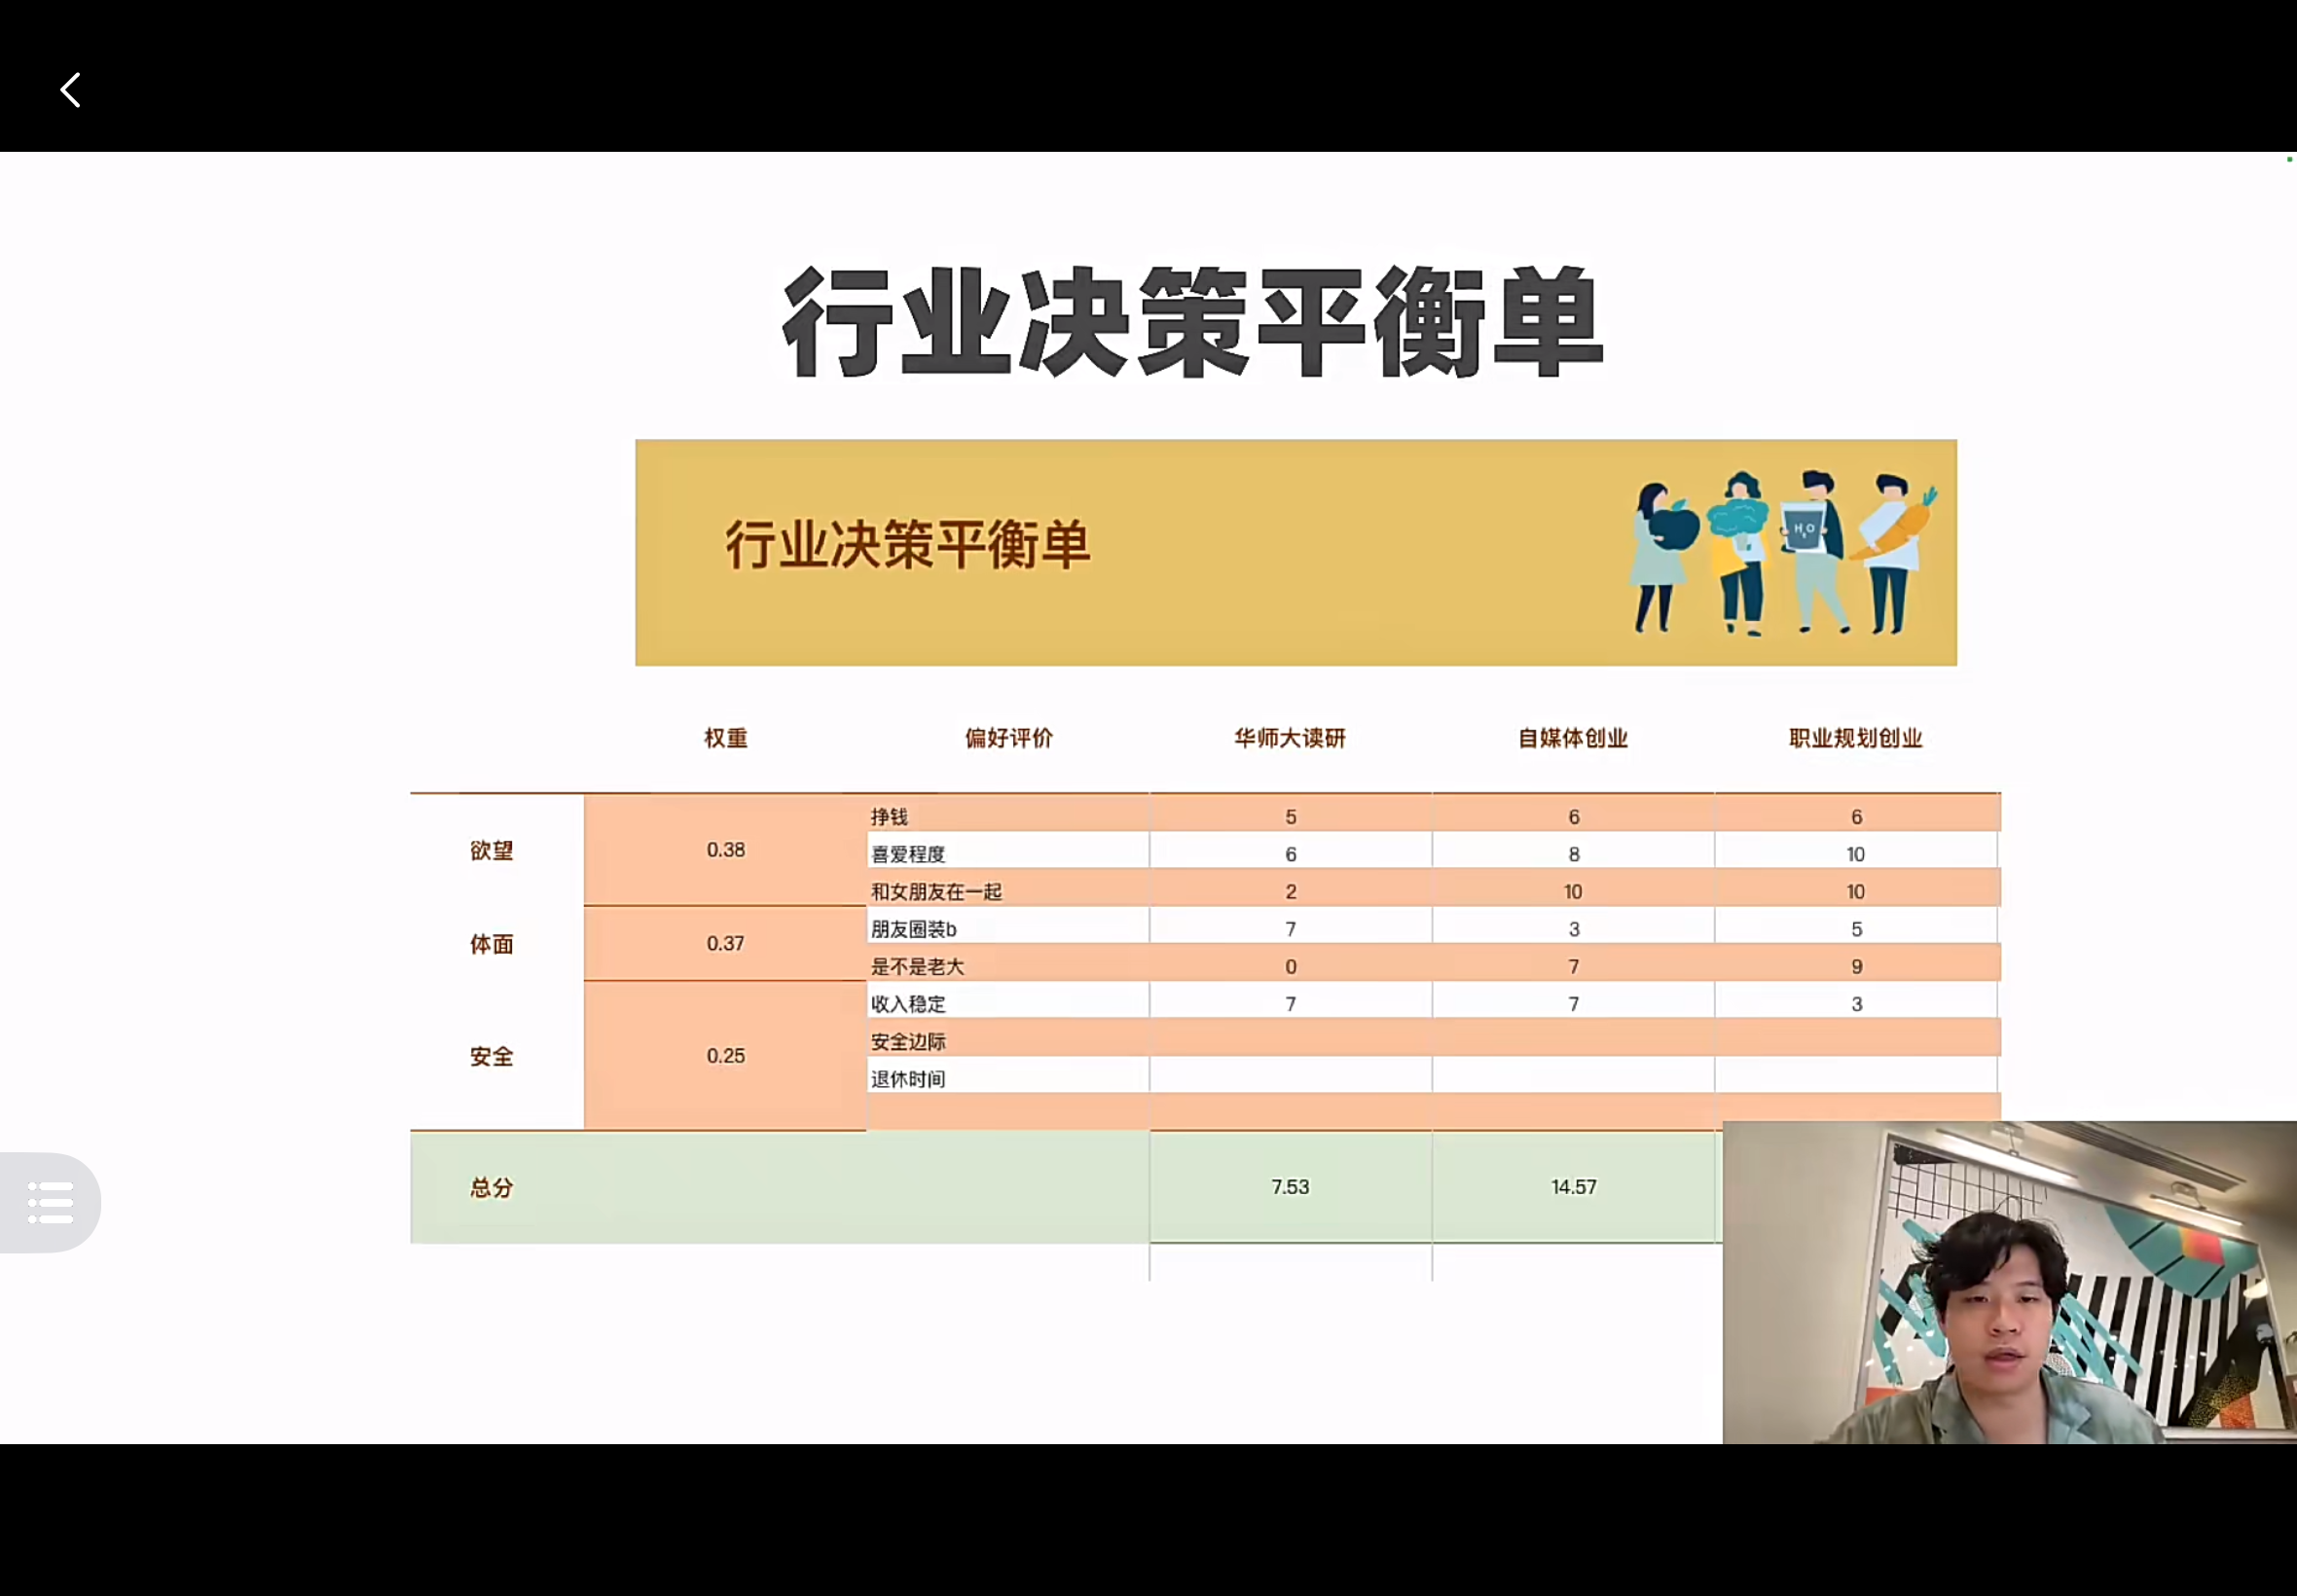 行业决策平衡单
行业决策平衡单
H₂O
权重 偏好评价 华师大读研 自媒体创业 职业规划创业
欲望 0.38 挣钱 5 6 6
喜爱程度 6 8 10
和女朋友在一起 2 10 10
体面 0.37 朋友圈装b 7 3 5
是不是老大 0 7 9
安全 0.25 收入稳定 7 7 3
安全边际
退休时间
总分 7.53 14.57